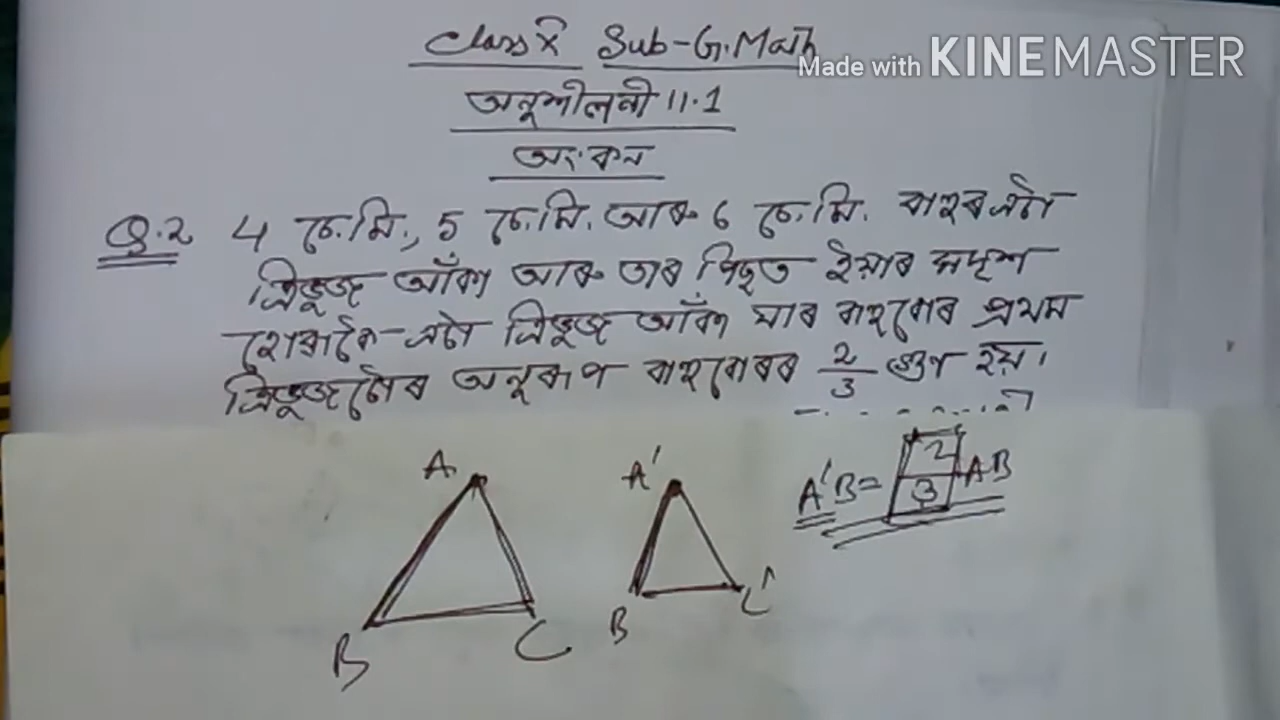 Class X Sub-G.Math
Made with KINEMASTER
অনুশীলনী 11.1
অংকন
Q.2 4 চে.মি., 5 চে.মি. আৰু 6 চে.মি. বাহুৰ এটা
ত্ৰিভুজ আঁকা আৰু তাৰ পিছত ইয়াৰ সদৃশ
হোৱাকৈ এটা ত্ৰিভুজ আঁকা যাৰ বাহুবোৰ প্ৰথম
ত্ৰিভুজটোৰ অনুৰূপ বাহুবোৰৰ 2/3 গুণ হয়।
A A' A'B= 2/3 AB
B C B C'